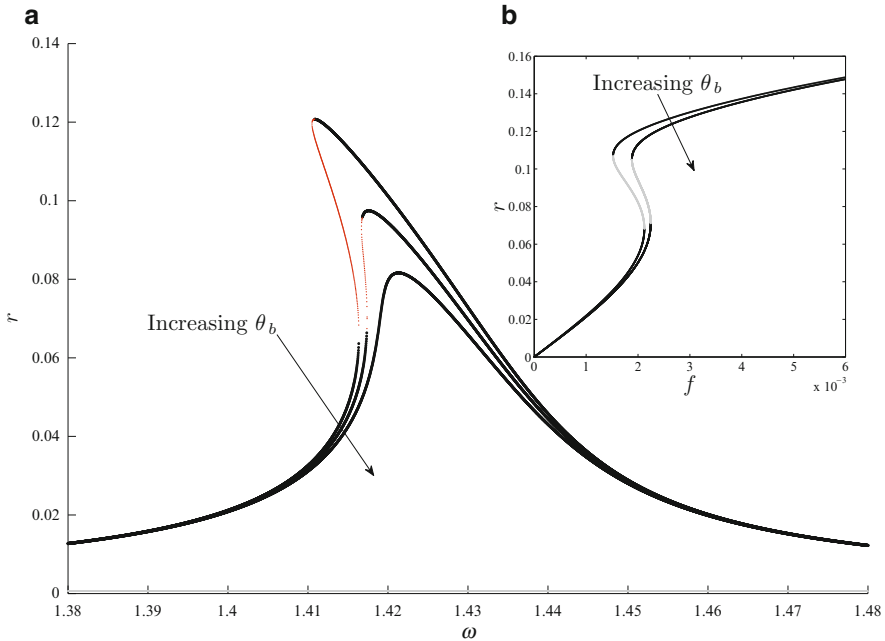 a
0.14
0.12
0.1
0.08
0.06
0.04
0.02
0
r
Increasing θ_b
1.38 1.39 1.4 1.41 1.42 1.43 1.44 1.45 1.46 1.47 1.48
ω
b
0.16
0.14
0.12
0.1
0.08
0.06
0.04
0.02
0
r
Increasing θ_b
0 1 2 3 4 5 6
f
x 10⁻³